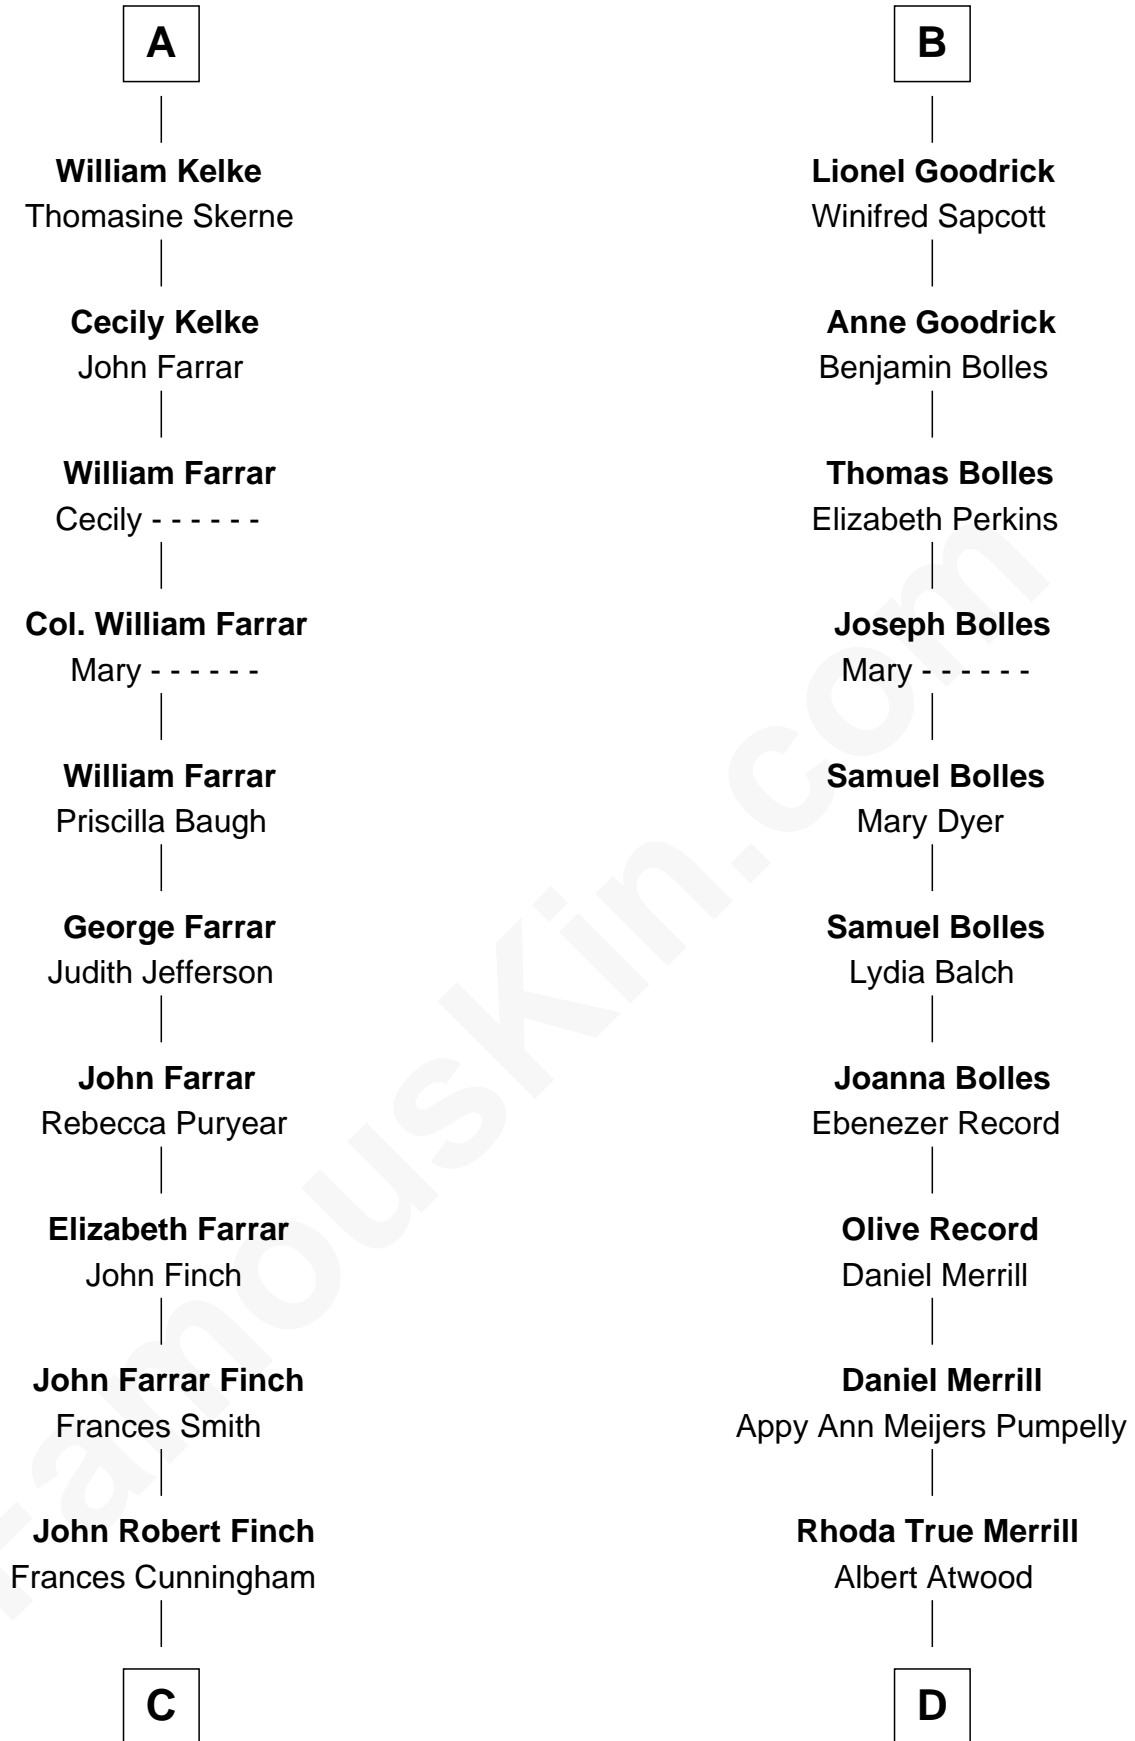 A
William Kelke
Thomasine Skerne
Cecily Kelke
John Farrar
William Farrar
Cecily - - - - - -
Col. William Farrar
Mary - - - - - -
William Farrar
Priscilla Baugh
George Farrar
Judith Jefferson
John Farrar
Rebecca Puryear
Elizabeth Farrar
John Finch
John Farrar Finch
Frances Smith
John Robert Finch
Frances Cunningham
C
B
Lionel Goodrick
Winifred Sapcott
Anne Goodrick
Benjamin Bolles
Thomas Bolles
Elizabeth Perkins
Joseph Bolles
Mary - - - - - -
Samuel Bolles
Mary Dyer
Samuel Bolles
Lydia Balch
Joanna Bolles
Ebenezer Record
Olive Record
Daniel Merrill
Daniel Merrill
Appy Ann Meijers Pumpelly
Rhoda True Merrill
Albert Atwood
D
FamousKin.com